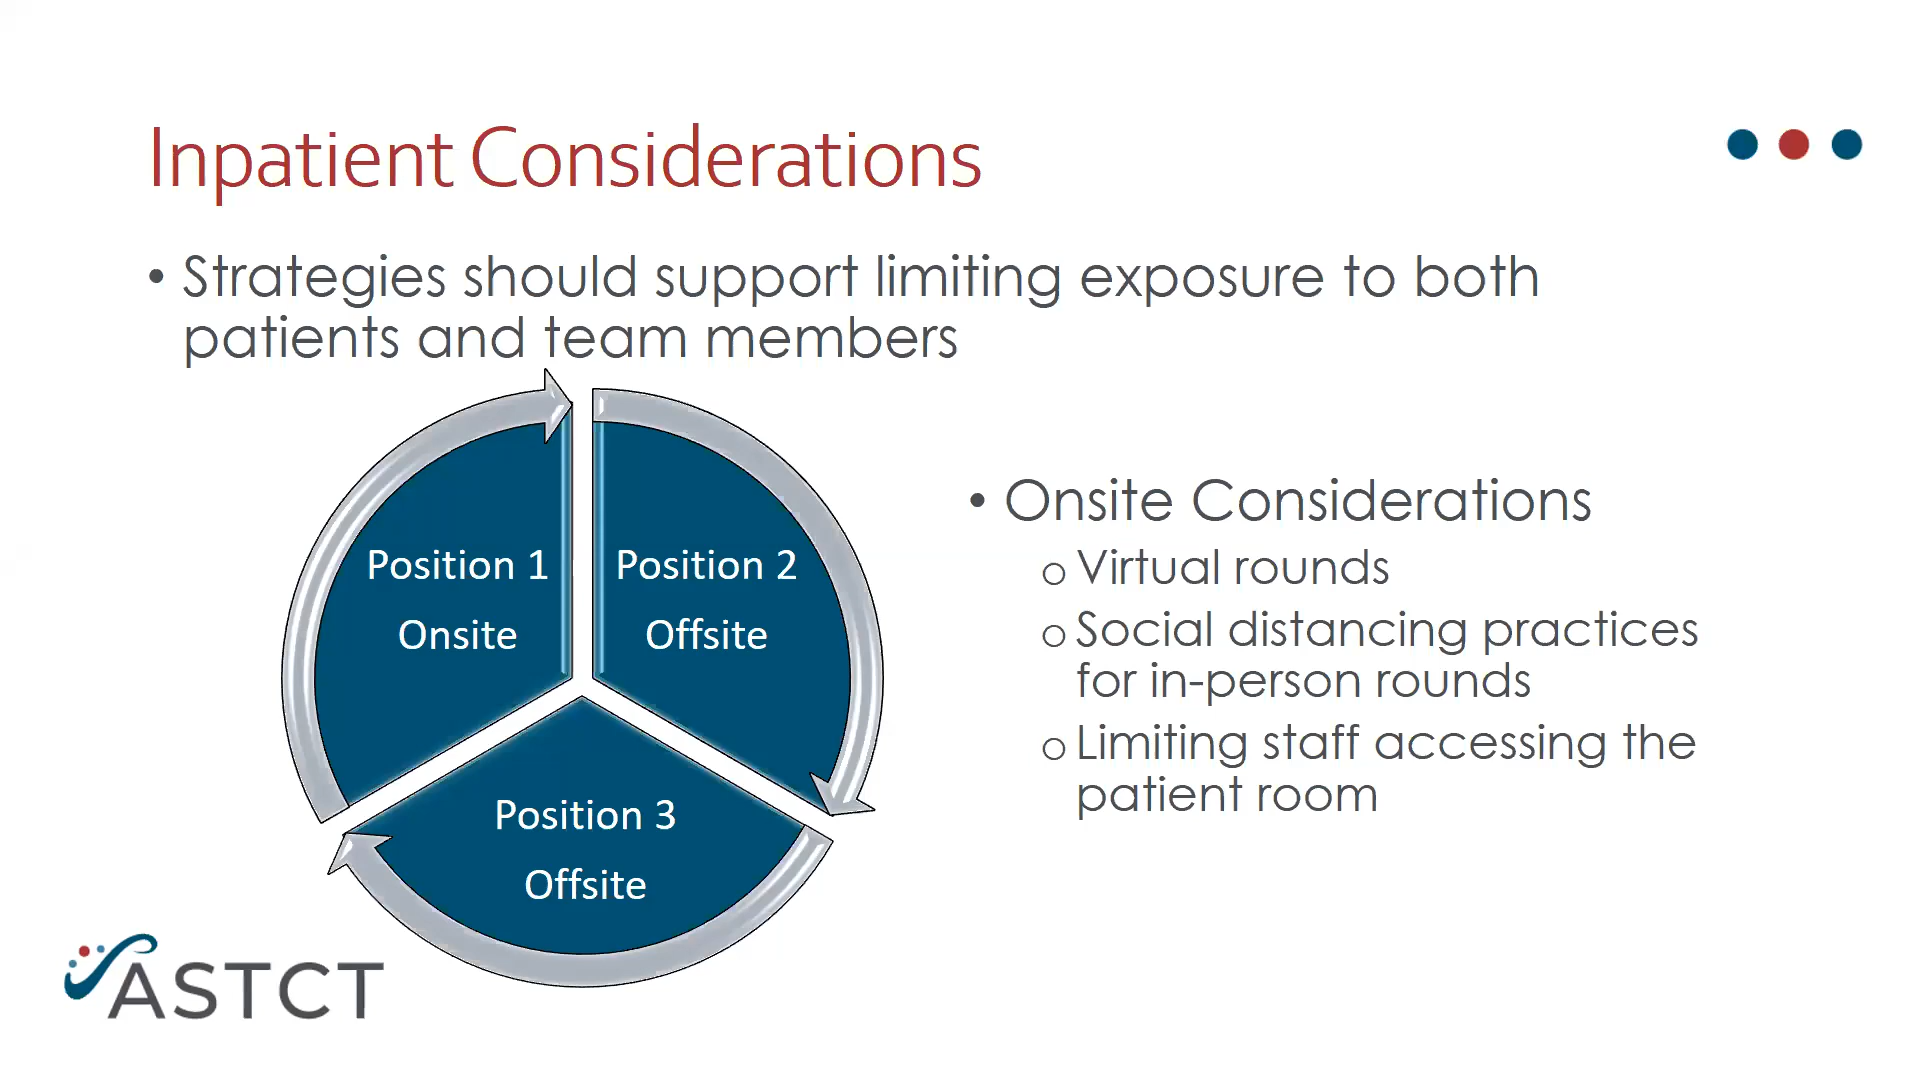 Inpatient Considerations
• Strategies should support limiting exposure to both
patients and team members
Position 1
Onsite
Position 2
Offsite
Position 3
Offsite
• Onsite Considerations
o Virtual rounds
o Social distancing practices
for in-person rounds
o Limiting staff accessing the
patient room
ASTCT